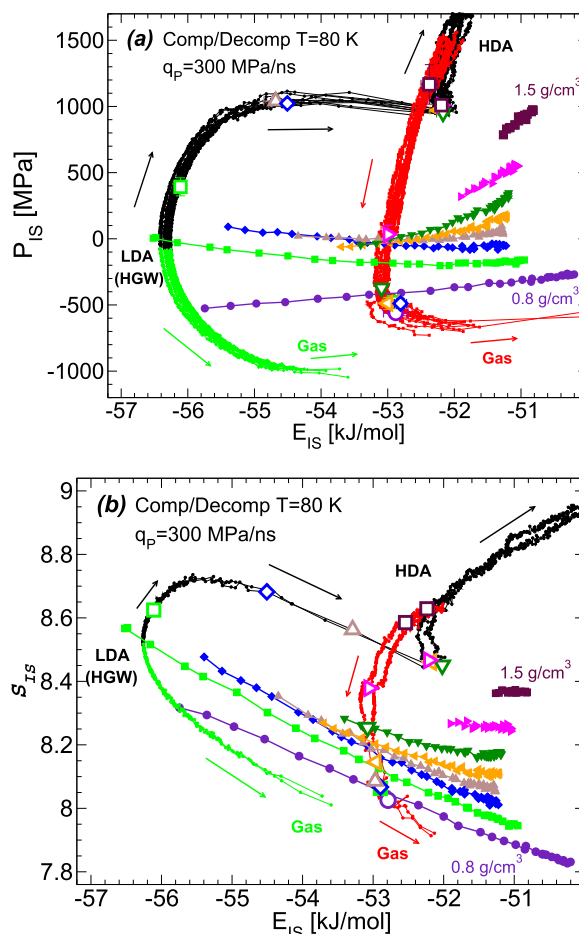 (a) Comp/Decomp T=80 K
q_P=300 MPa/ns
HDA
1.5 g/cm³
1500
1000
500
0
-500
-1000
P_IS [MPa]
LDA
(HGW)
0.8 g/cm³
Gas
Gas
-57 -56 -55 -54 -53 -52 -51
E_IS [kJ/mol]
(b) Comp/Decomp T=80 K
q_P=300 MPa/ns
HDA
9
8.8
8.6
8.4
8.2
8
7.8
s_IS
LDA
(HGW)
1.5 g/cm³
Gas
Gas
0.8 g/cm³
-57 -56 -55 -54 -53 -52 -51
E_IS [kJ/mol]